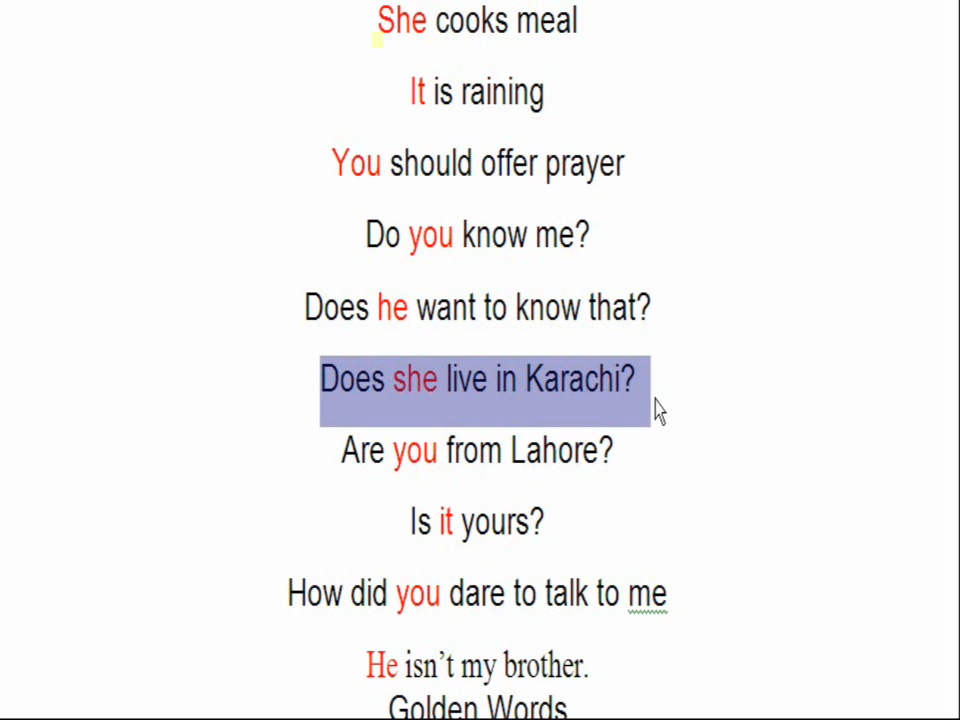 She cooks meal
It is raining
You should offer prayer
Do you know me?
Does he want to know that?
Does she live in Karachi?
Are you from Lahore?
Is it yours?
How did you dare to talk to me
He isn’t my brother.
Golden Words